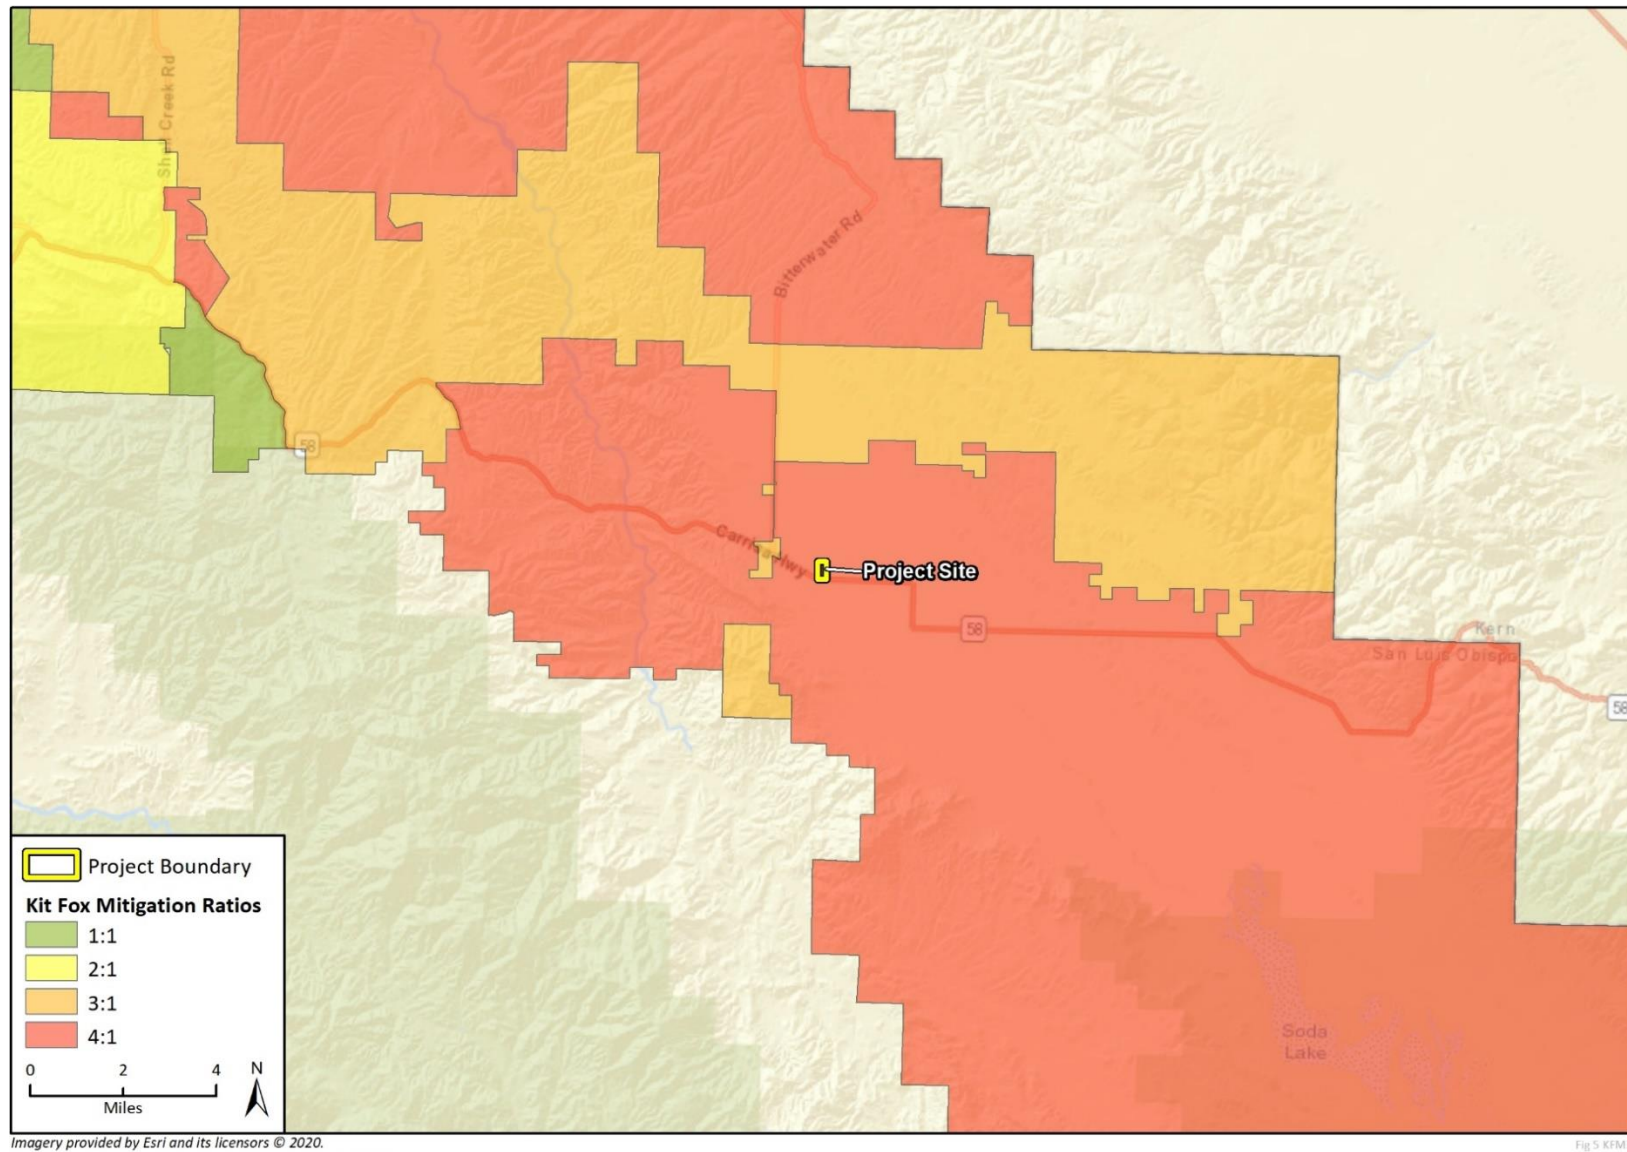 Shell Creek Rd
Bitterwater Rd
58
Carrisa Hwy
Project Site
58
Kern
San Luis Obispo
58
Soda
Lake
Project Boundary
Kit Fox Mitigation Ratios
1:1
2:1
3:1
4:1
0 2 4
Miles
N
Imagery provided by Esri and its licensors © 2020.
Fig 5 KFM